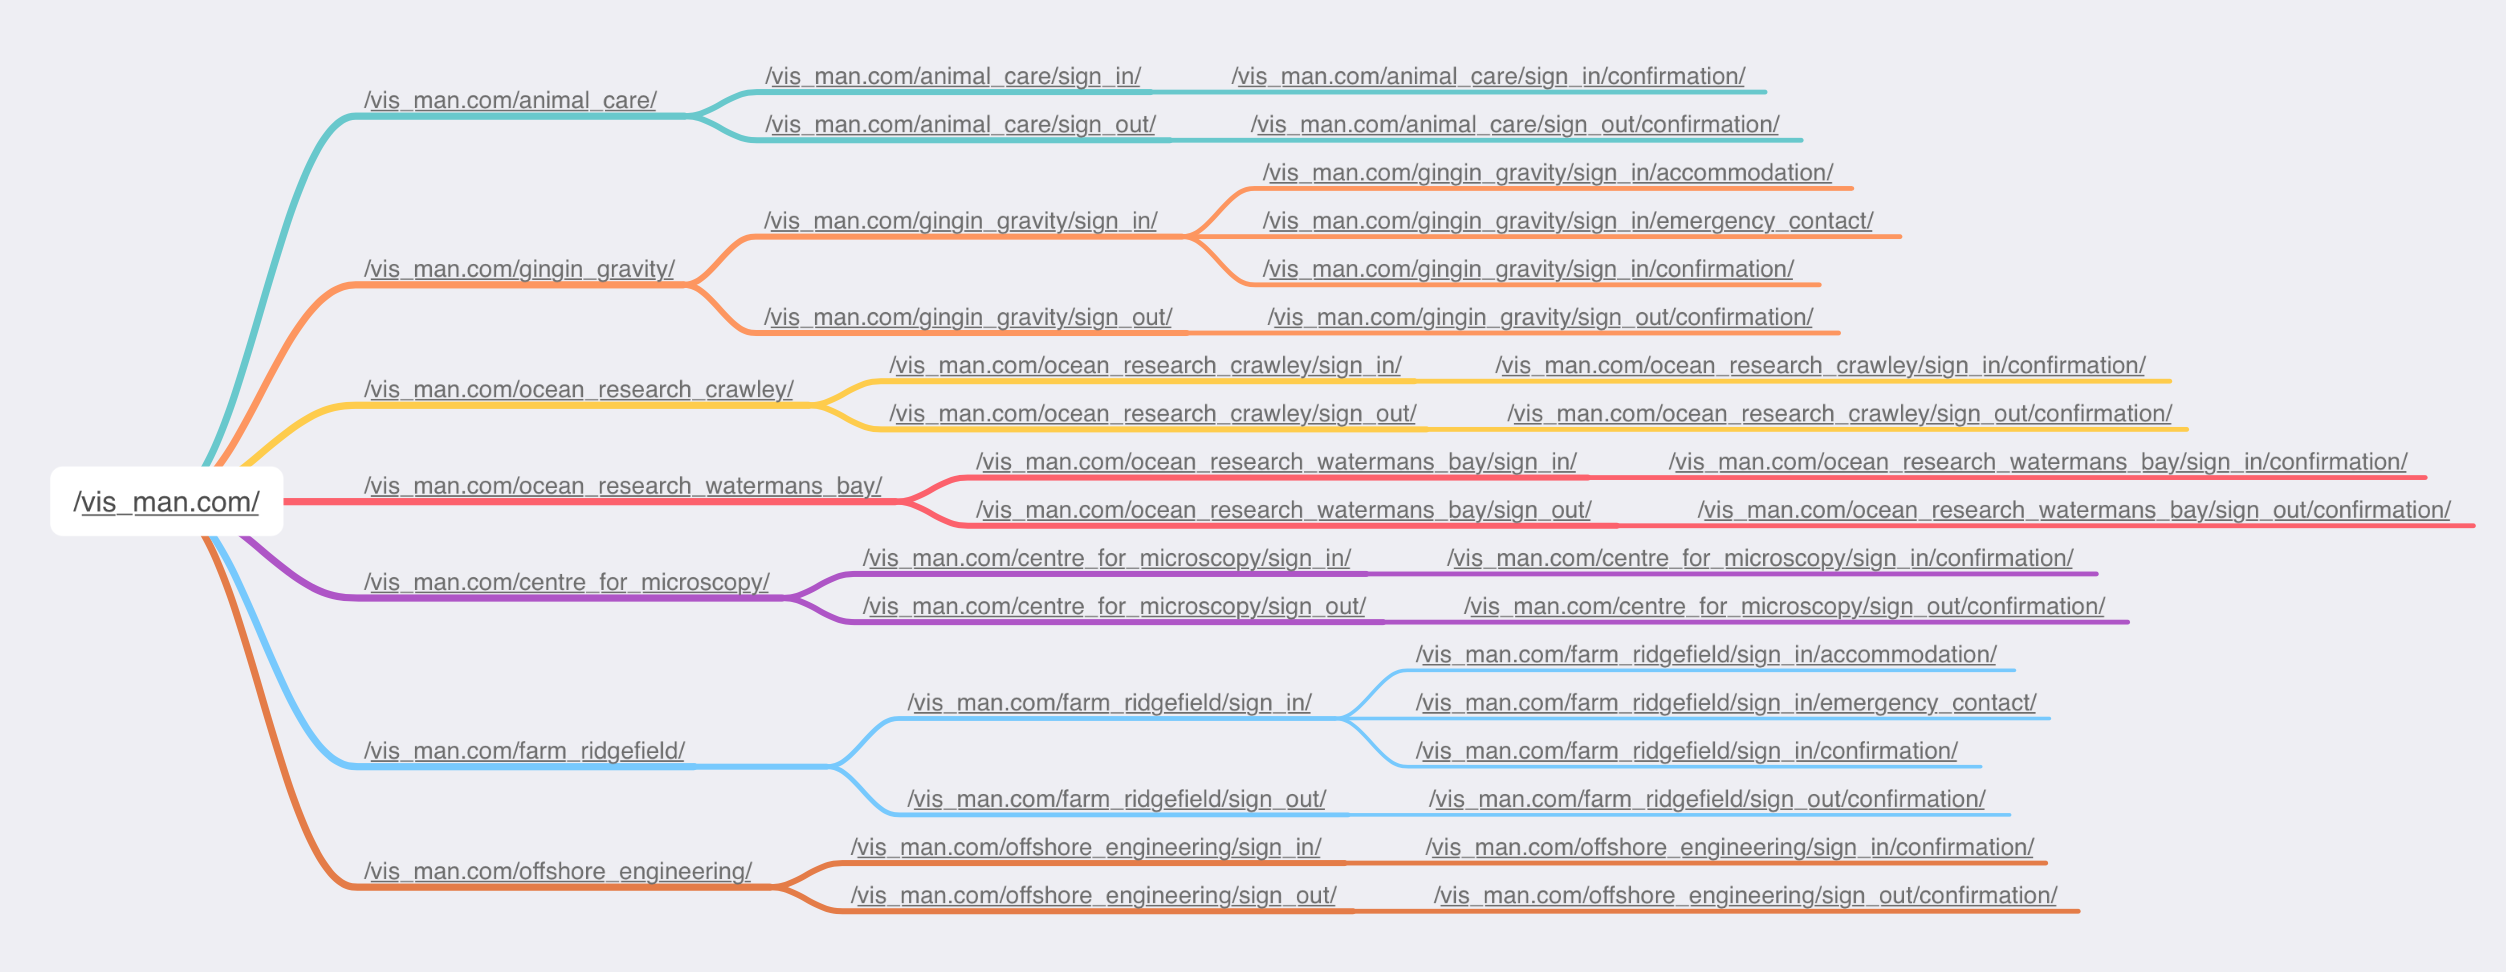 /vis_man.com/
/vis_man.com/animal_care/
/vis_man.com/animal_care/sign_in/
/vis_man.com/animal_care/sign_in/confirmation/
/vis_man.com/animal_care/sign_out/
/vis_man.com/animal_care/sign_out/confirmation/
/vis_man.com/gingin_gravity/
/vis_man.com/gingin_gravity/sign_in/
/vis_man.com/gingin_gravity/sign_in/accommodation/
/vis_man.com/gingin_gravity/sign_in/emergency_contact/
/vis_man.com/gingin_gravity/sign_in/confirmation/
/vis_man.com/gingin_gravity/sign_out/
/vis_man.com/gingin_gravity/sign_out/confirmation/
/vis_man.com/ocean_research_crawley/
/vis_man.com/ocean_research_crawley/sign_in/
/vis_man.com/ocean_research_crawley/sign_in/confirmation/
/vis_man.com/ocean_research_crawley/sign_out/
/vis_man.com/ocean_research_crawley/sign_out/confirmation/
/vis_man.com/ocean_research_watermans_bay/
/vis_man.com/ocean_research_watermans_bay/sign_in/
/vis_man.com/ocean_research_watermans_bay/sign_in/confirmation/
/vis_man.com/ocean_research_watermans_bay/sign_out/
/vis_man.com/ocean_research_watermans_bay/sign_out/confirmation/
/vis_man.com/centre_for_microscopy/
/vis_man.com/centre_for_microscopy/sign_in/
/vis_man.com/centre_for_microscopy/sign_in/confirmation/
/vis_man.com/centre_for_microscopy/sign_out/
/vis_man.com/centre_for_microscopy/sign_out/confirmation/
/vis_man.com/farm_ridgefield/
/vis_man.com/farm_ridgefield/sign_in/
/vis_man.com/farm_ridgefield/sign_in/accommodation/
/vis_man.com/farm_ridgefield/sign_in/emergency_contact/
/vis_man.com/farm_ridgefield/sign_in/confirmation/
/vis_man.com/farm_ridgefield/sign_out/
/vis_man.com/farm_ridgefield/sign_out/confirmation/
/vis_man.com/offshore_engineering/
/vis_man.com/offshore_engineering/sign_in/
/vis_man.com/offshore_engineering/sign_in/confirmation/
/vis_man.com/offshore_engineering/sign_out/
/vis_man.com/offshore_engineering/sign_out/confirmation/